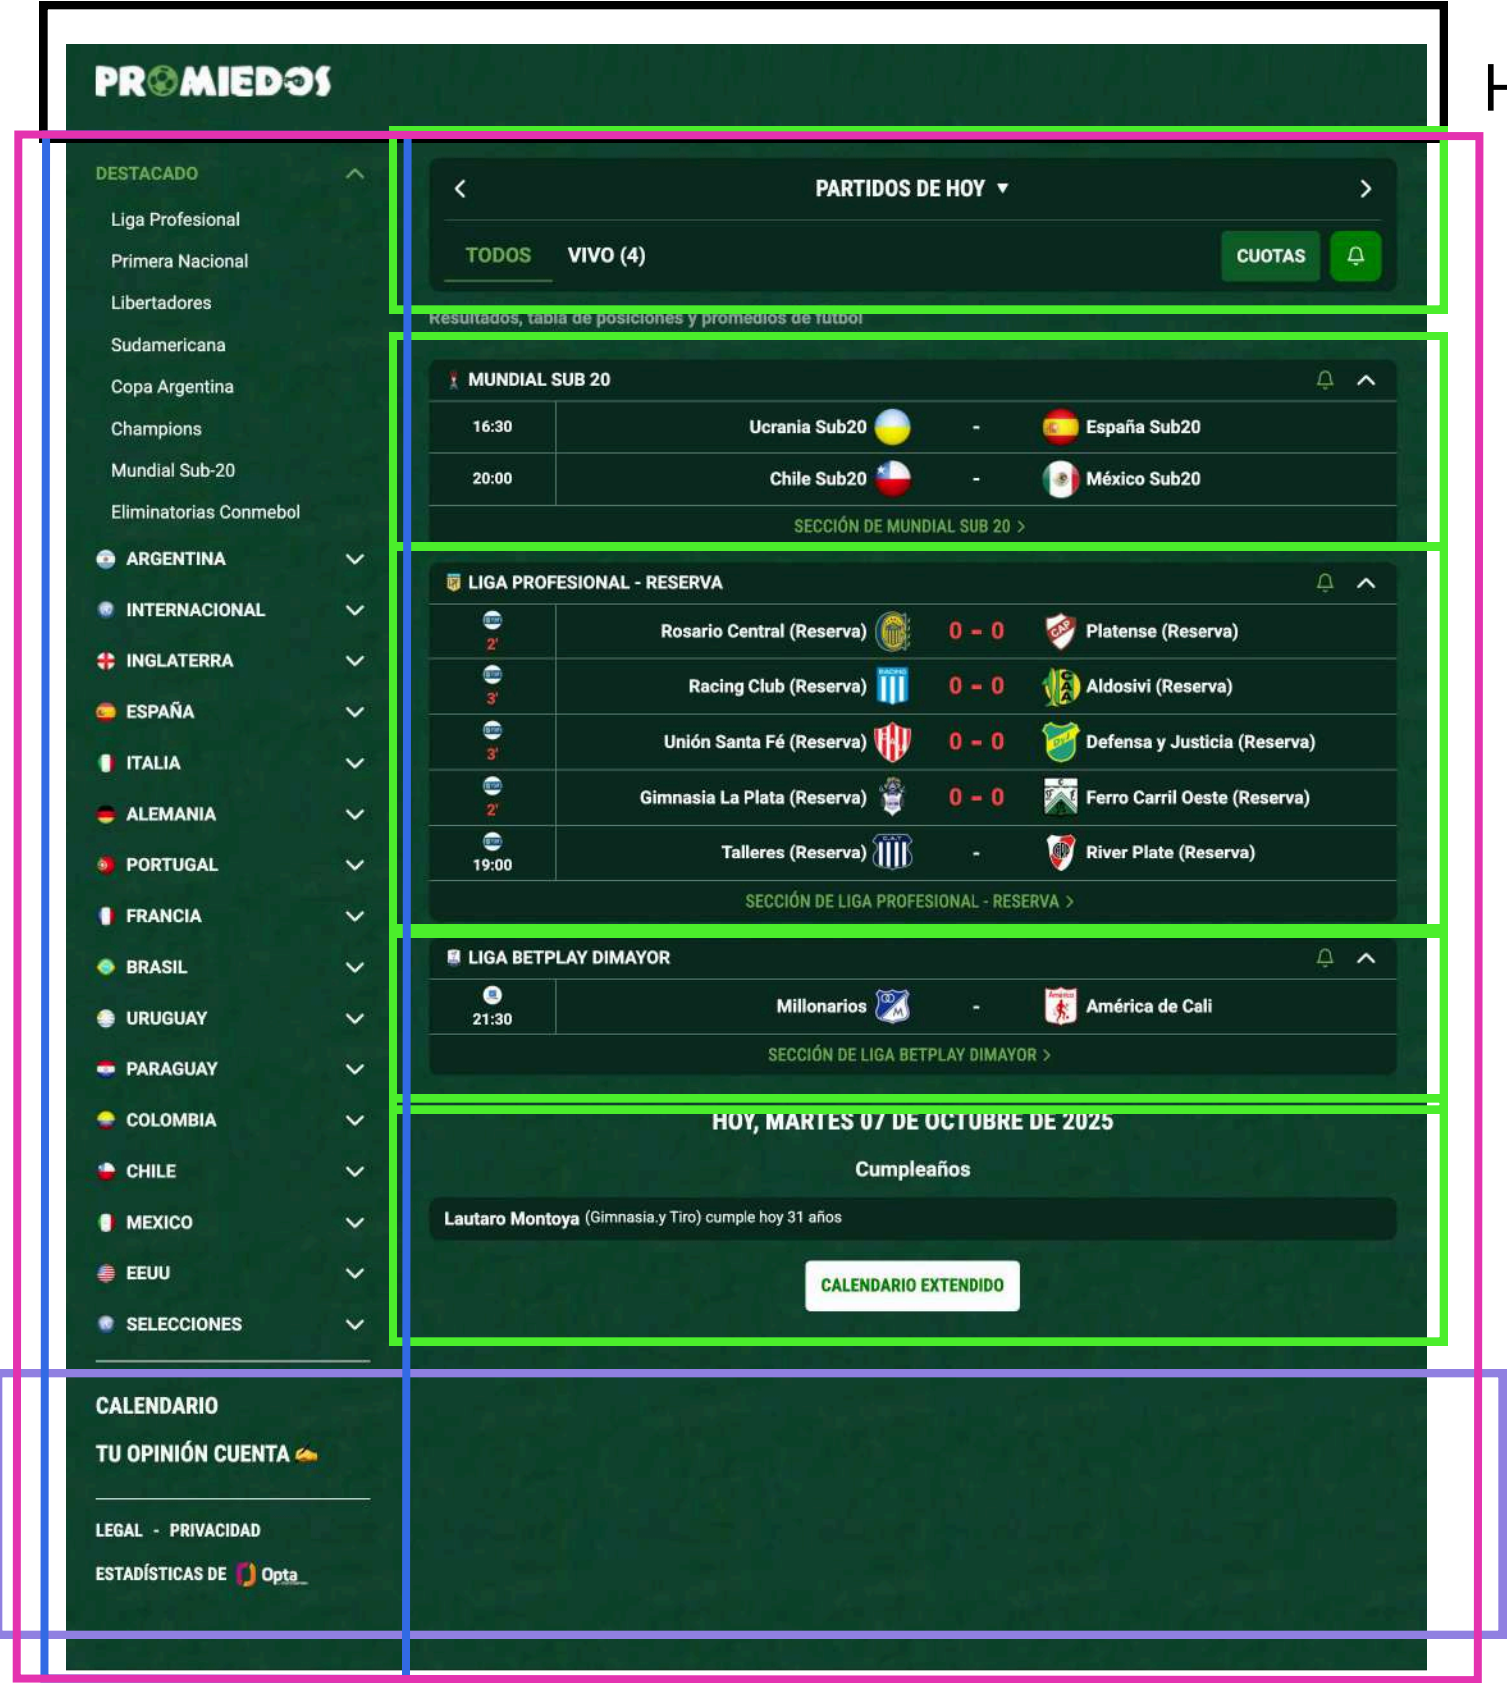 PROMIEDOS
H
DESTACADO
Liga Profesional
Primera Nacional
Libertadores
Sudamericana
Copa Argentina
Champions
Mundial Sub-20
Eliminatorias Conmebol
ARGENTINA
INTERNACIONAL
INGLATERRA
ESPAÑA
ITALIA
ALEMANIA
PORTUGAL
FRANCIA
BRASIL
URUGUAY
PARAGUAY
COLOMBIA
CHILE
MEXICO
EEUU
SELECCIONES
CALENDARIO
TU OPINIÓN CUENTA ✍️
LEGAL - PRIVACIDAD
ESTADÍSTICAS DE Opta
PARTIDOS DE HOY ▼
TODOS VIVO (4) CUOTAS
Resultados, tabla de posiciones y promedios de fútbol
MUNDIAL SUB 20
16:30 Ucrania Sub20 - España Sub20
20:00 Chile Sub20 - México Sub20
SECCIÓN DE MUNDIAL SUB 20 >
LIGA PROFESIONAL - RESERVA
2' Rosario Central (Reserva) 0 - 0 Platense (Reserva)
3' Racing Club (Reserva) 0 - 0 Aldosivi (Reserva)
3' Unión Santa Fé (Reserva) 0 - 0 Defensa y Justicia (Reserva)
2' Gimnasia La Plata (Reserva) 0 - 0 Ferro Carril Oeste (Reserva)
19:00 Talleres (Reserva) - River Plate (Reserva)
SECCIÓN DE LIGA PROFESIONAL - RESERVA >
LIGA BETPLAY DIMAYOR
21:30 Millonarios - América de Cali
SECCIÓN DE LIGA BETPLAY DIMAYOR >
HOY, MARTES 07 DE OCTUBRE DE 2025
Cumpleaños
Lautaro Montoya (Gimnasia.y Tiro) cumple hoy 31 años
CALENDARIO EXTENDIDO